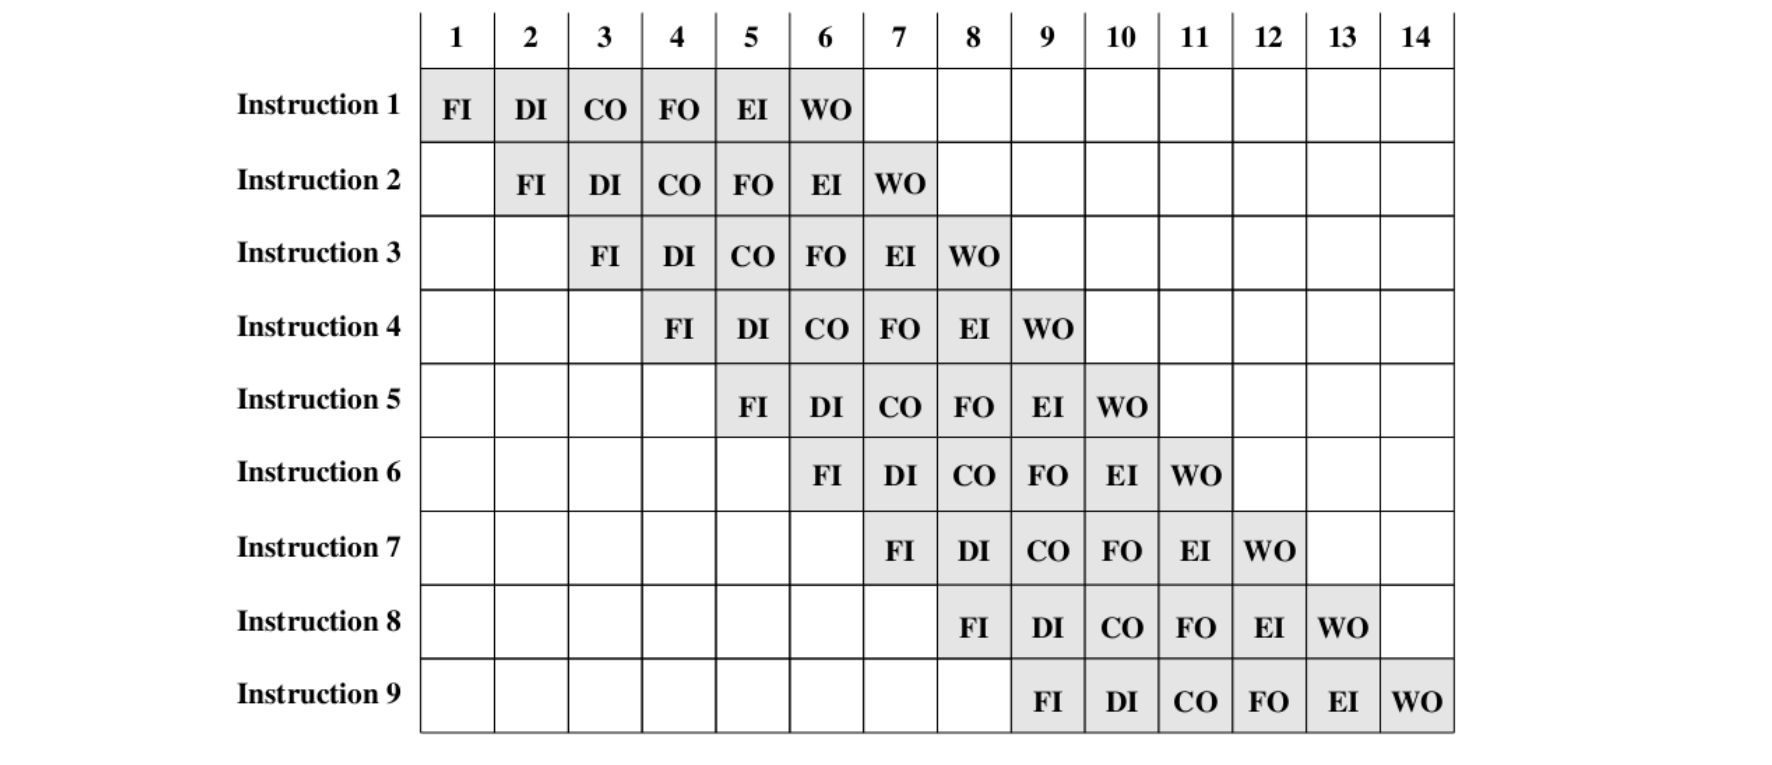 1 2 3 4 5 6 7 8 9 10 11 12 13 14
Instruction 1 FI DI CO FO EI WO
Instruction 2 FI DI CO FO EI WO
Instruction 3 FI DI CO FO EI WO
Instruction 4 FI DI CO FO EI WO
Instruction 5 FI DI CO FO EI WO
Instruction 6 FI DI CO FO EI WO
Instruction 7 FI DI CO FO EI WO
Instruction 8 FI DI CO FO EI WO
Instruction 9 FI DI CO FO EI WO